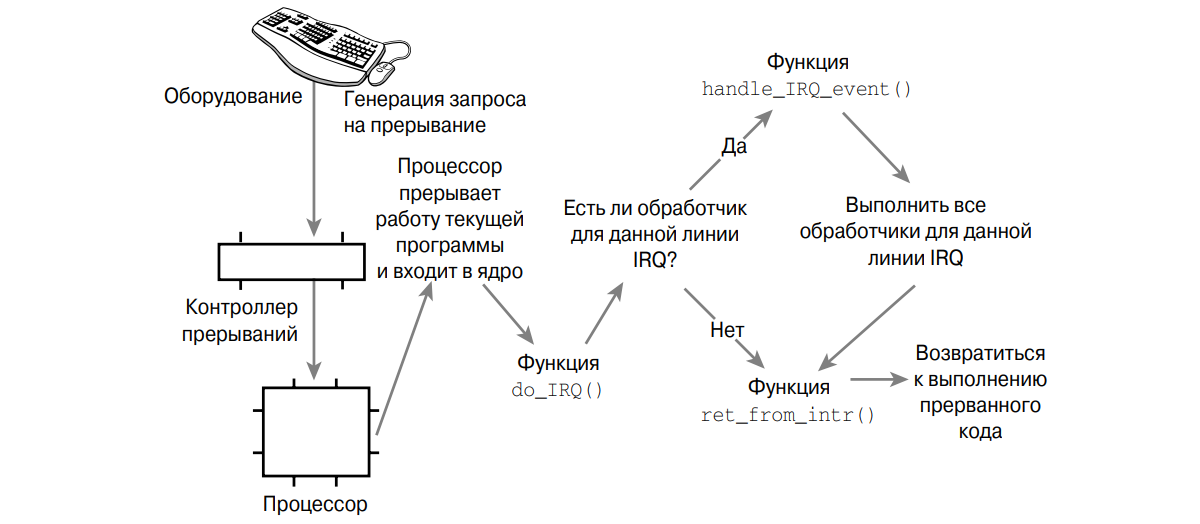 Оборудование
Генерация запроса
на прерывание
Контроллер
прерываний
Процессор
Процессор
прерывает
работу текущей
программы
и входит в ядро
Функция
do_IRQ()
Есть ли обработчик
для данной линии
IRQ?
Да
Функция
handle_IRQ_event()
Выполнить все
обработчики для данной
линии IRQ
Нет
Функция
ret_from_intr()
Возвратиться
к выполнению
прерванного
кода